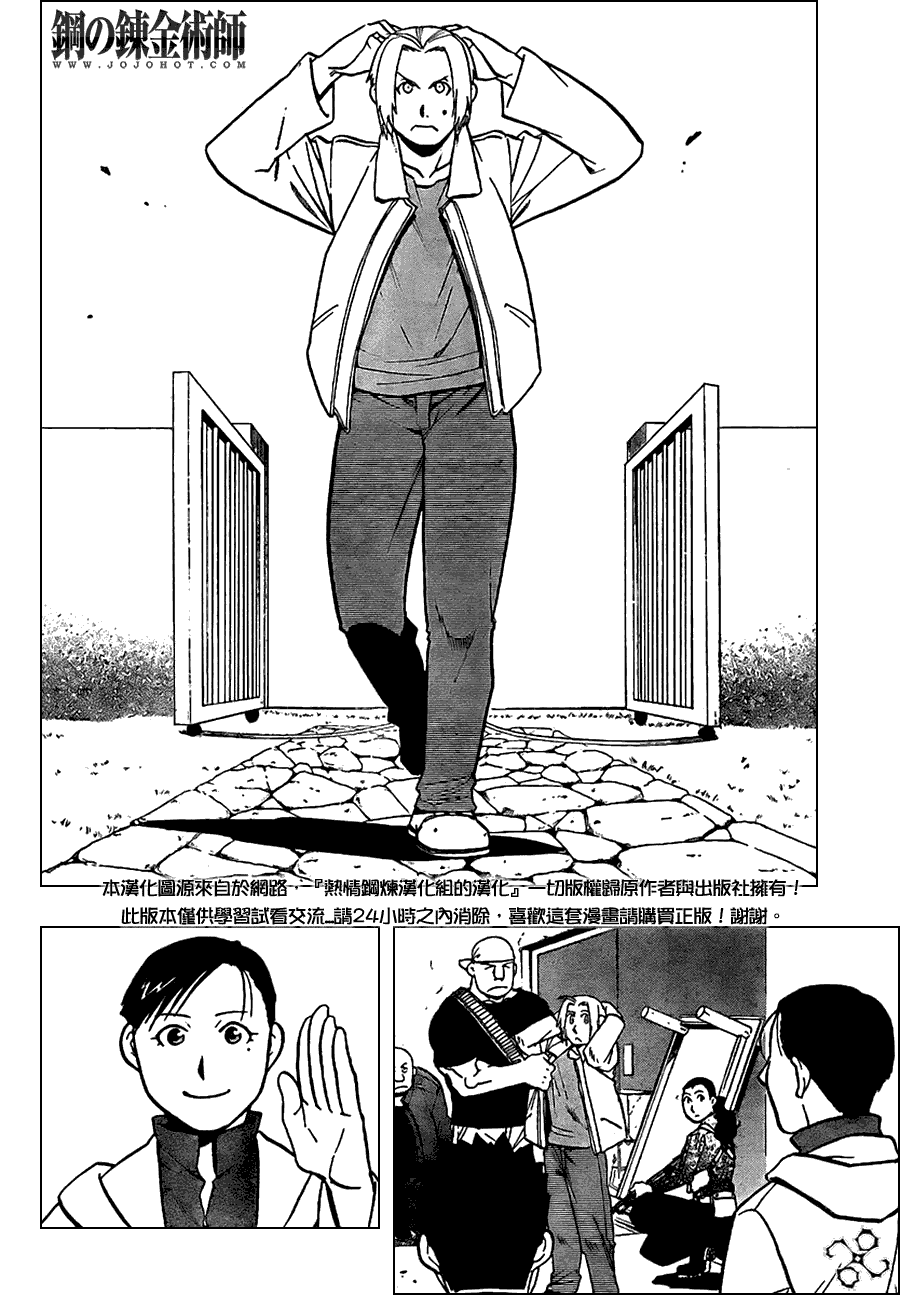 鋼の錬金術師
WWW.JOJOHOT.COM
本漢化圖源來自於網路，『熱情鋼煉漢化組的漢化』一切版權歸原作者與出版社擁有！
此版本僅供學習試看交流...請24小時之內消除，喜歡這套漫畫請購買正版！謝謝。